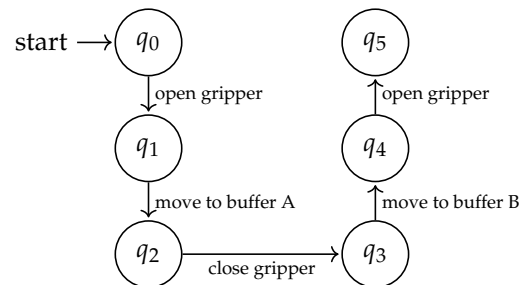 start
q0
q5
open gripper
open gripper
q1
q4
move to buffer A
move to buffer B
q2
q3
close gripper